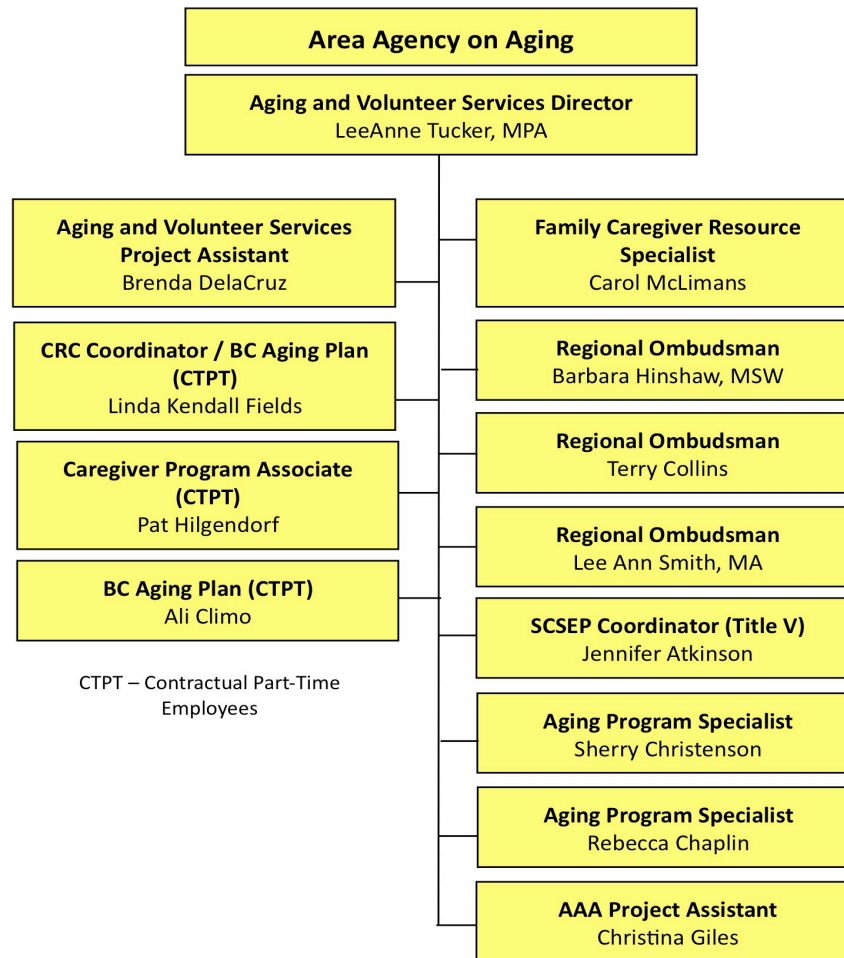 Area Agency on Aging
Aging and Volunteer Services Director
LeeAnne Tucker, MPA
Aging and Volunteer Services
Project Assistant
Brenda DelaCruz
CRC Coordinator / BC Aging Plan
(CTPT)
Linda Kendall Fields
Caregiver Program Associate
(CTPT)
Pat Hilgendorf
BC Aging Plan (CTPT)
Ali Climo
CTPT – Contractual Part-Time
Employees
Family Caregiver Resource
Specialist
Carol McLimans
Regional Ombudsman
Barbara Hinshaw, MSW
Regional Ombudsman
Terry Collins
Regional Ombudsman
Lee Ann Smith, MA
SCSEP Coordinator (Title V)
Jennifer Atkinson
Aging Program Specialist
Sherry Christenson
Aging Program Specialist
Rebecca Chaplin
AAA Project Assistant
Christina Giles